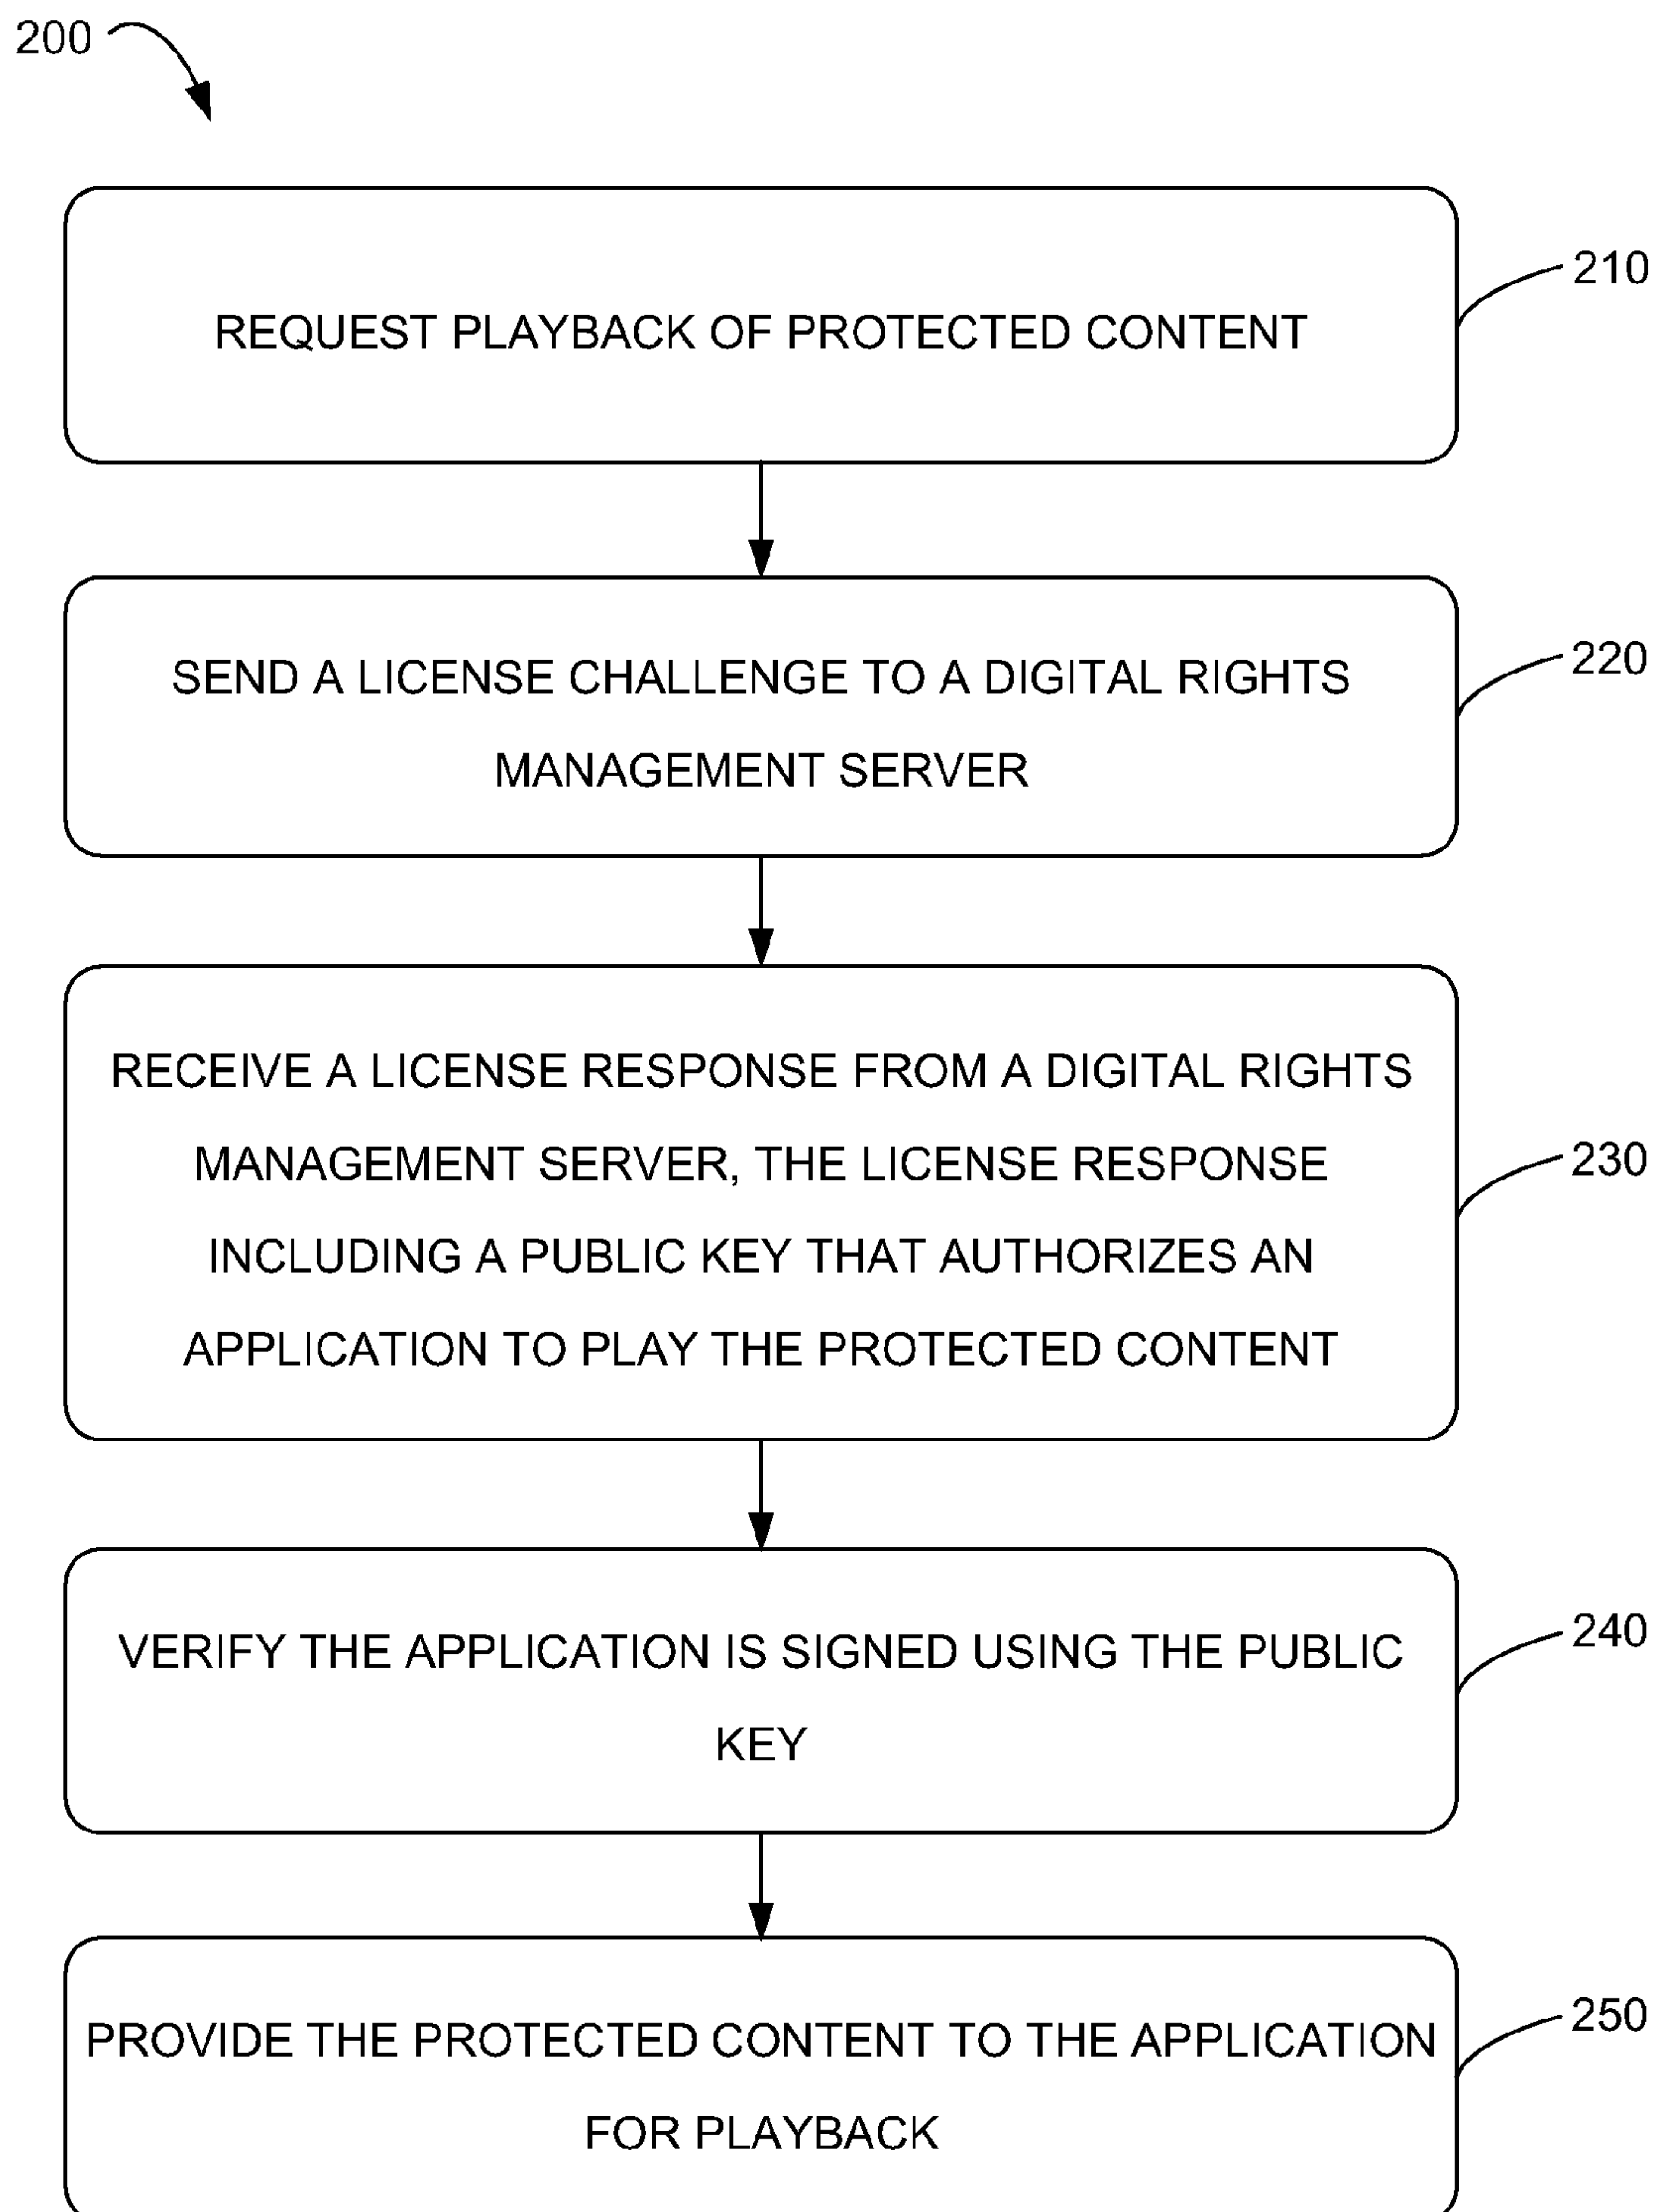 200
REQUEST PLAYBACK OF PROTECTED CONTENT
210
SEND A LICENSE CHALLENGE TO A DIGITAL RIGHTS
MANAGEMENT SERVER
220
RECEIVE A LICENSE RESPONSE FROM A DIGITAL RIGHTS
MANAGEMENT SERVER, THE LICENSE RESPONSE
INCLUDING A PUBLIC KEY THAT AUTHORIZES AN
APPLICATION TO PLAY THE PROTECTED CONTENT
230
VERIFY THE APPLICATION IS SIGNED USING THE PUBLIC
KEY
240
PROVIDE THE PROTECTED CONTENT TO THE APPLICATION
FOR PLAYBACK
250